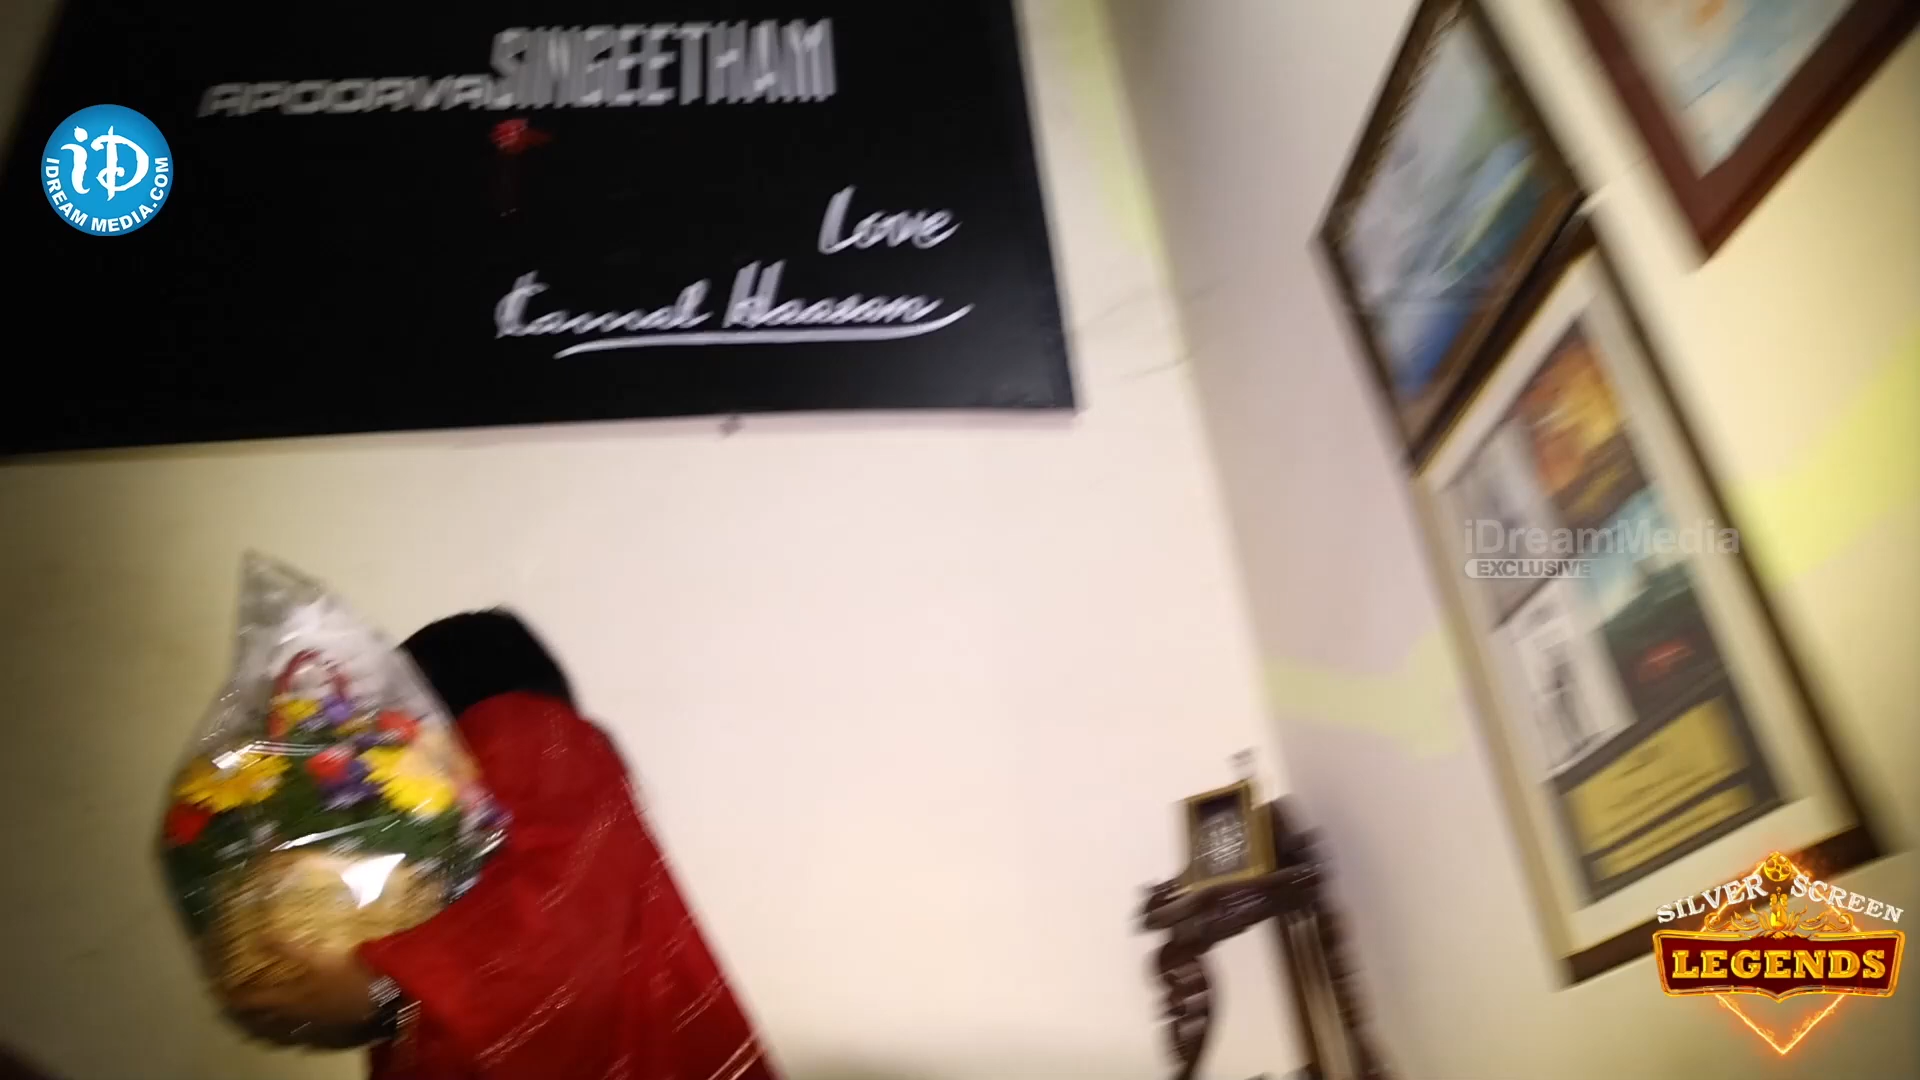 APOORVA SINGEETHAM
Love
Kamal Haasan
iD
IDREAM MEDIA.COM
iDreamMedia
EXCLUSIVE
SILVER SCREEN
LEGENDS